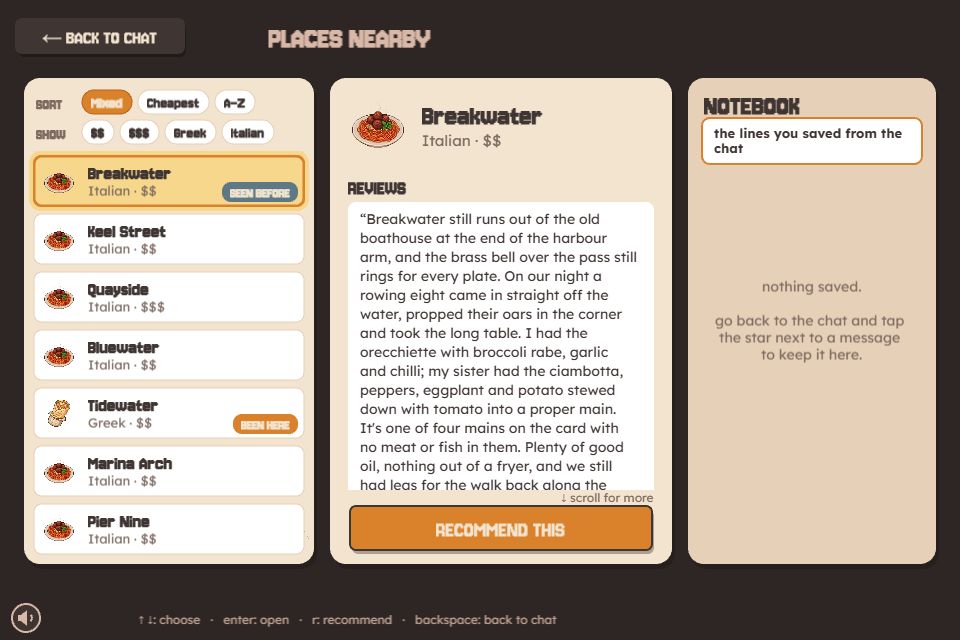 ← BACK TO CHAT
PLACES NEARBY
SORT Mixed Cheapest A-Z
SHOW $$ $$$ Greek Italian
Breakwater
Italian · $$
BEEN BEFORE
Keel Street
Italian · $$
Quayside
Italian · $$$
Bluewater
Italian · $$
Tidewater
Greek · $$
BEEN HERE
Marina Arch
Italian · $$
Pier Nine
Italian · $$
Breakwater
Italian · $$
REVIEWS
“Breakwater still runs out of the old
boathouse at the end of the harbour
arm, and the brass bell over the pass still
rings for every plate. On our night a
rowing eight came in straight off the
water, propped their oars in the corner
and took the long table. I had the
orecchiette with broccoli rabe, garlic
and chilli; my sister had the ciambotta,
peppers, eggplant and potato stewed
down with tomato into a proper main.
It's one of four mains on the card with
no meat or fish in them. Plenty of good
oil, nothing out of a fryer, and we still
had legs for the walk back along the
↓ scroll for more
RECOMMEND THIS
NOTEBOOK
the lines you saved from the
chat
nothing saved.
go back to the chat and tap
the star next to a message
to keep it here.
↑ ↓: choose · enter: open · r: recommend · backspace: back to chat